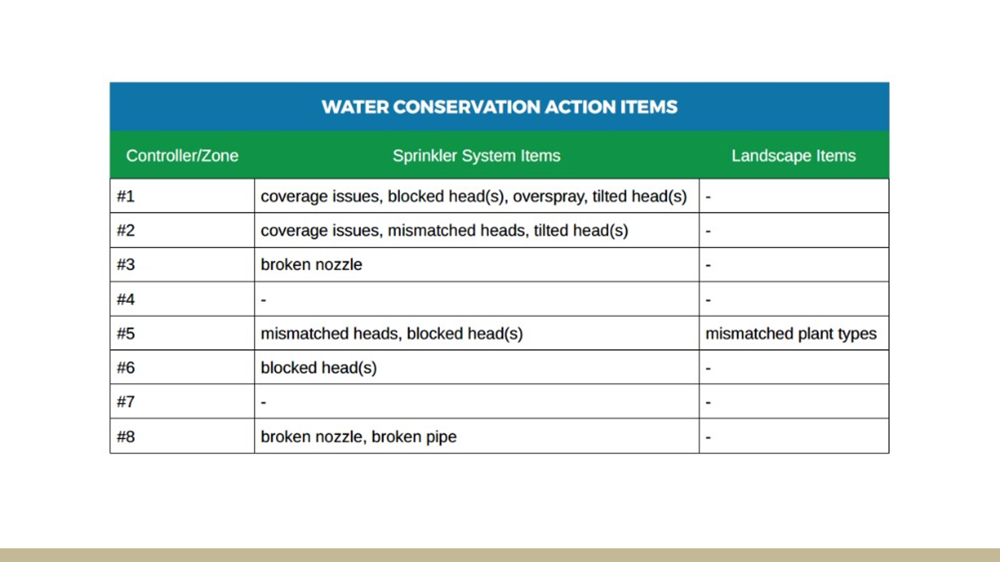 WATER CONSERVATION ACTION ITEMS
Controller/Zone Sprinkler System Items Landscape Items
#1 coverage issues, blocked head(s), overspray, tilted head(s) -
#2 coverage issues, mismatched heads, tilted head(s) -
#3 broken nozzle -
#4 - -
#5 mismatched heads, blocked head(s) mismatched plant types
#6 blocked head(s) -
#7 - -
#8 broken nozzle, broken pipe -